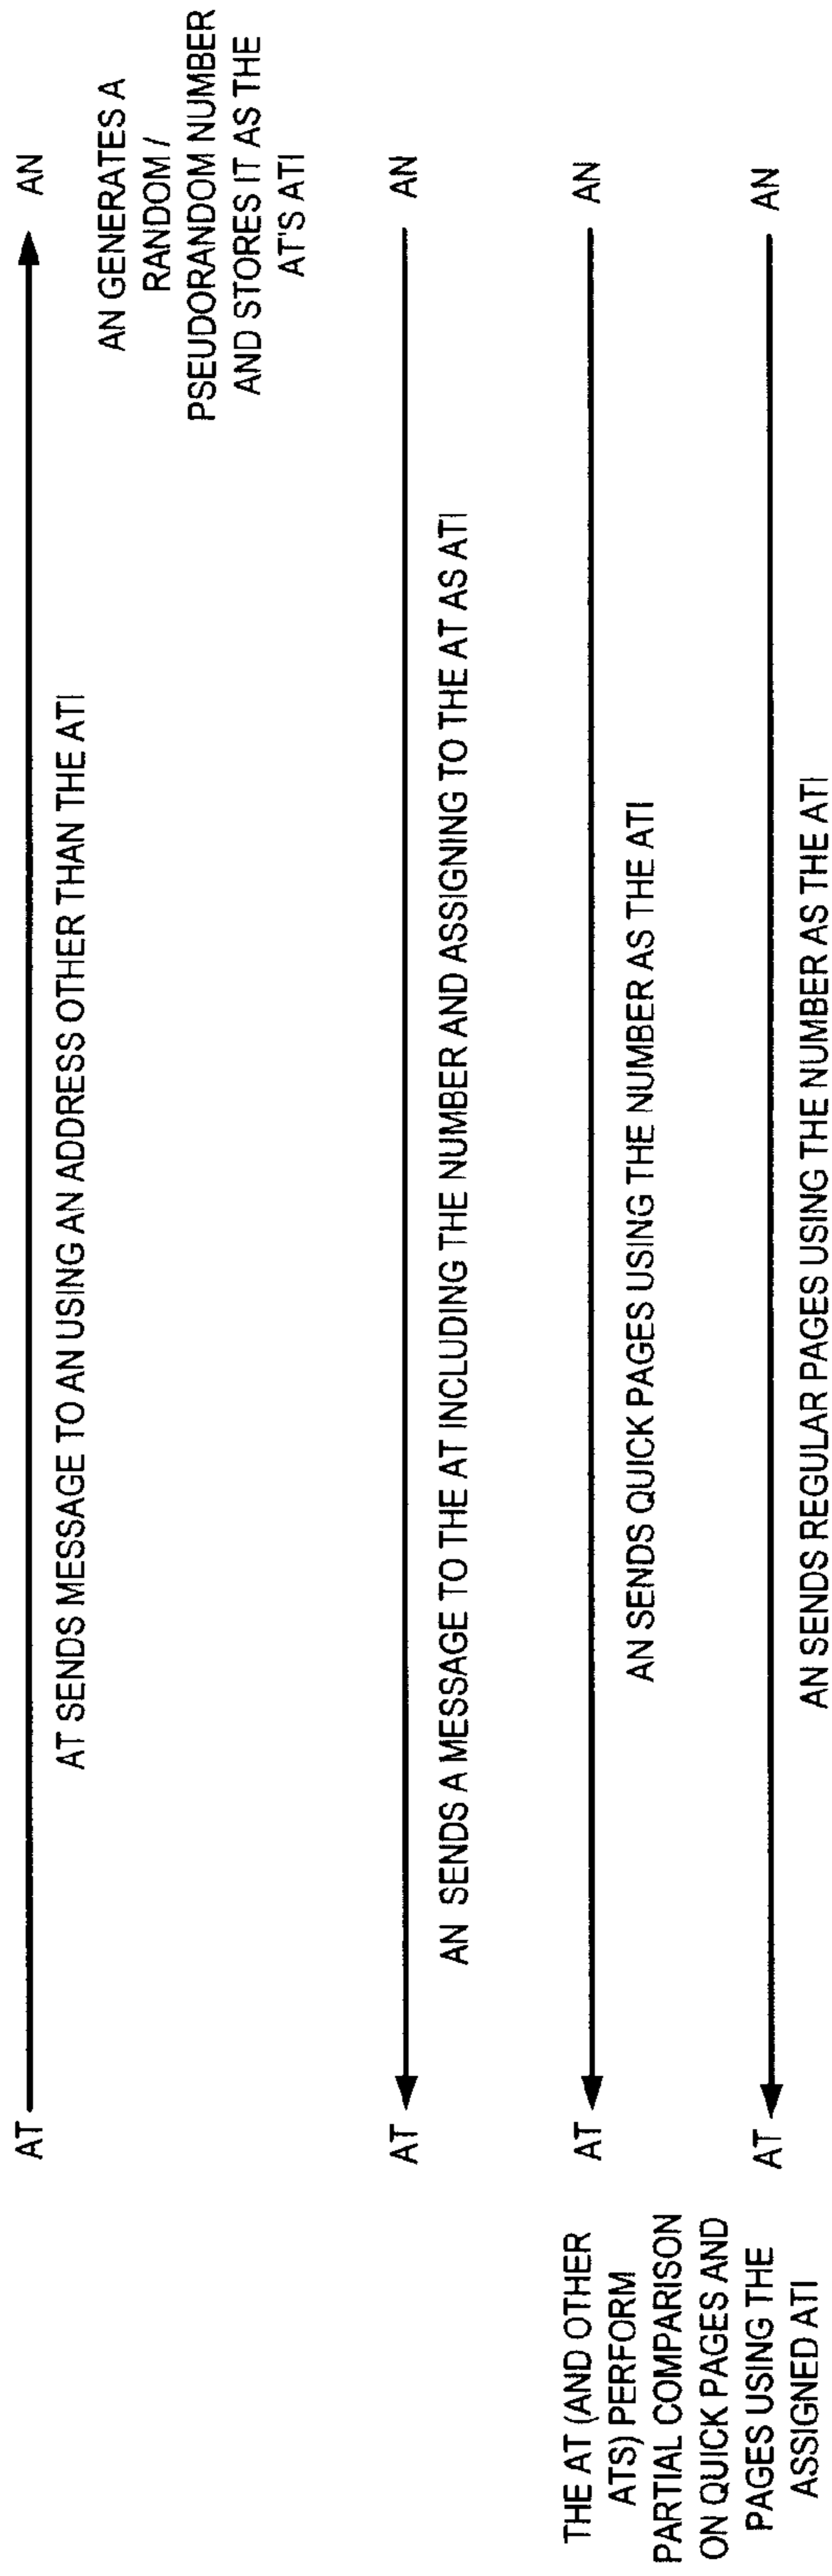 AT
AN
AT SENDS MESSAGE TO AN USING AN ADDRESS OTHER THAN THE ATI
AN GENERATES A
RANDOM /
PSEUDORANDOM NUMBER
AND STORES IT AS THE
AT'S ATI
AT
AN
AN SENDS A MESSAGE TO THE AT INCLUDING THE NUMBER AND ASSIGNING TO THE AT AS ATI
AT
AN
AN SENDS QUICK PAGES USING THE NUMBER AS THE ATI
THE AT (AND OTHER
ATS) PERFORM
PARTIAL COMPARISON
ON QUICK PAGES AND
PAGES USING THE
ASSIGNED ATI
AT
AN
AN SENDS REGULAR PAGES USING THE NUMBER AS THE ATI